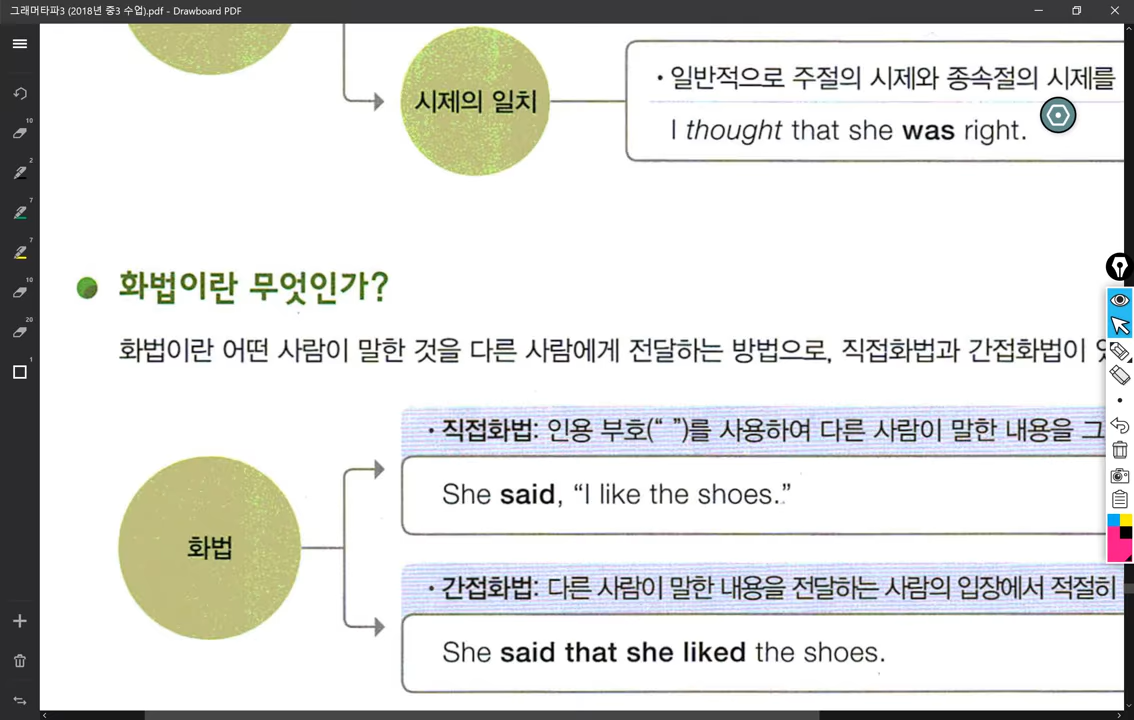 그래머타파3 (2018년 중3 수업).pdf - Drawboard PDF
시제의 일치
• 일반적으로 주절의 시제와 종속절의 시제를
I thought that she was right.
화법이란 무엇인가?
화법이란 어떤 사람이 말한 것을 다른 사람에게 전달하는 방법으로, 직접화법과 간접화법이
화법
• 직접화법: 인용 부호(“ ”)를 사용하여 다른 사람이 말한 내용을 그
She said, “I like the shoes.”
• 간접화법: 다른 사람이 말한 내용을 전달하는 사람의 입장에서 적절히
She said that she liked the shoes.
10
2
7
7
10
20
1